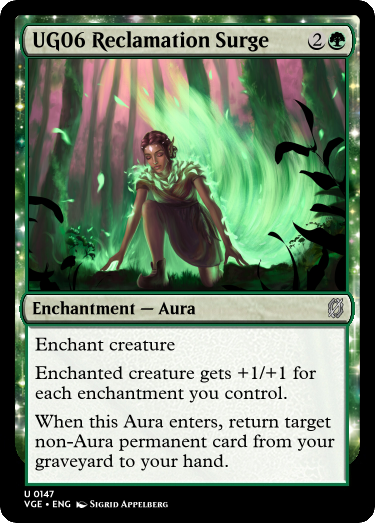 UG06 Reclamation Surge 2
Enchantment — Aura
Enchant creature
Enchanted creature gets +1/+1 for
each enchantment you control.
When this Aura enters, return target
non-Aura permanent card from your
graveyard to your hand.
U 0147
VGE • ENG Sigrid Appelberg